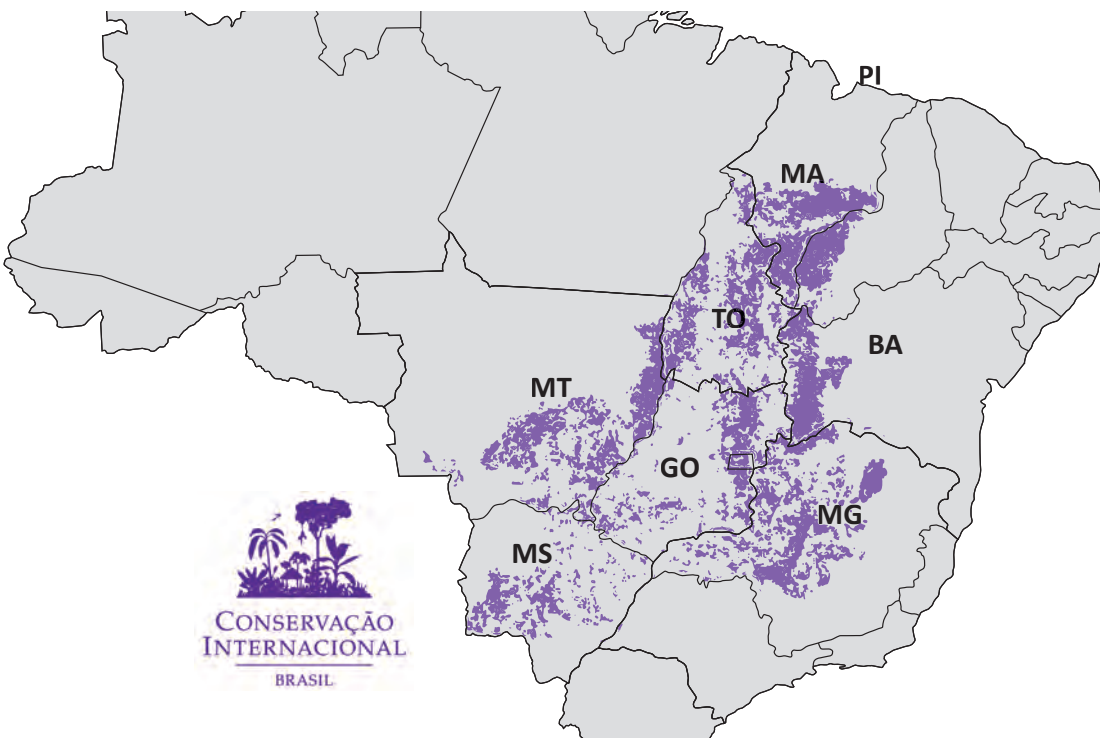 PI
MA
TO
BA
MT
GO
MG
MS
CONSERVAÇÃO
INTERNACIONAL
BRASIL